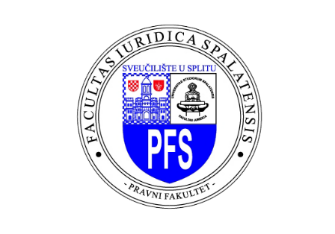 FACULTAS IURIDICA SPALATENSIS
SVEUČILIŠTE U SPLITU
PFS
- PRAVNI FAKULTET -